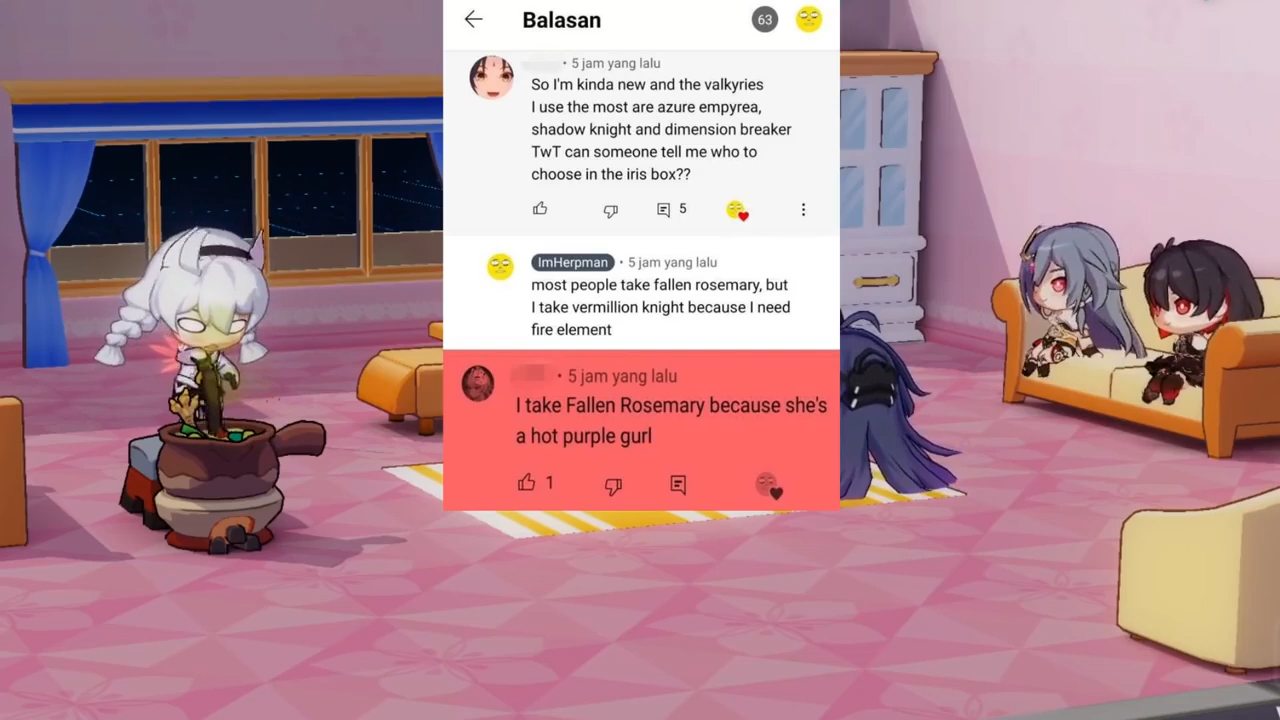 Balasan
63
• 5 jam yang lalu
So I'm kinda new and the valkyries
I use the most are azure empyrea,
shadow knight and dimension breaker
TwT can someone tell me who to
choose in the iris box??
5
ImHerpman • 5 jam yang lalu
most people take fallen rosemary, but
I take vermillion knight because I need
fire element
• 5 jam yang lalu
I take Fallen Rosemary because she's
a hot purple gurl
1